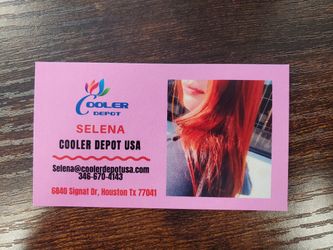 COOLER
DEPOT
SELENA
COOLER DEPOT USA
Selena@coolerdepotusa.com
346-670-4143
6840 Signat Dr, Houston Tx 77041